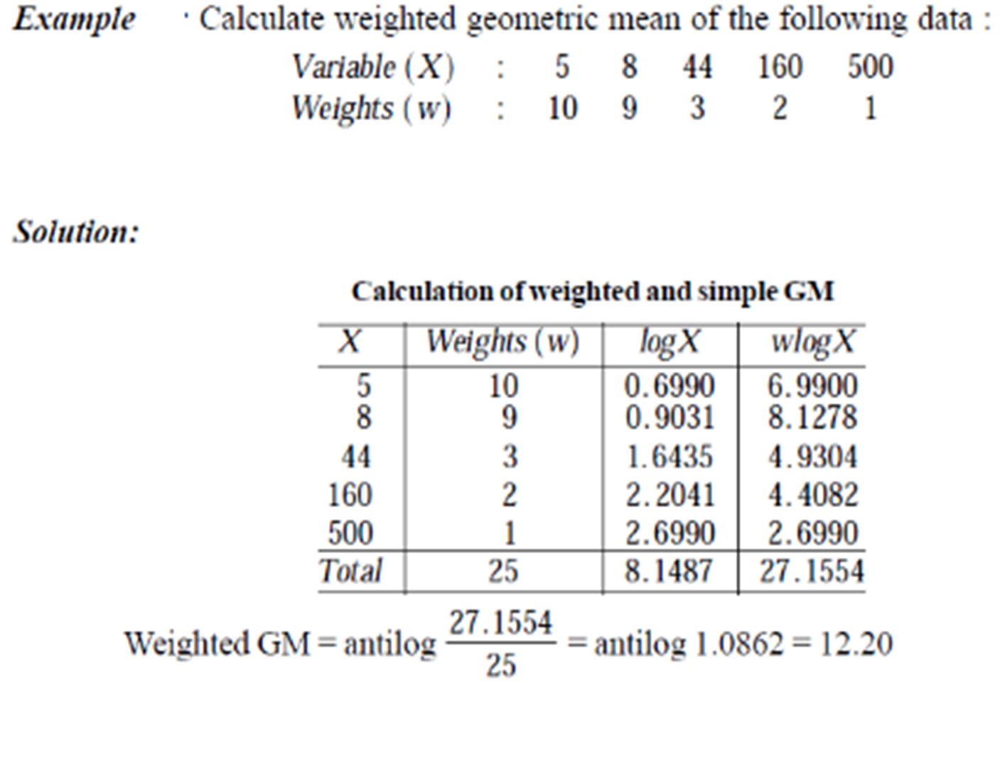 Example · Calculate weighted geometric mean of the following data :
Variable (X) : 5 8 44 160 500
Weights (w) : 10 9 3 2 1
Solution:
Calculation of weighted and simple GM
X Weights (w) logX wlogX
5 10 0.6990 6.9900
8 9 0.9031 8.1278
44 3 1.6435 4.9304
160 2 2.2041 4.4082
500 1 2.6990 2.6990
Total 25 8.1487 27.1554
Weighted GM = antilog 27.1554 / 25 = antilog 1.0862 = 12.20